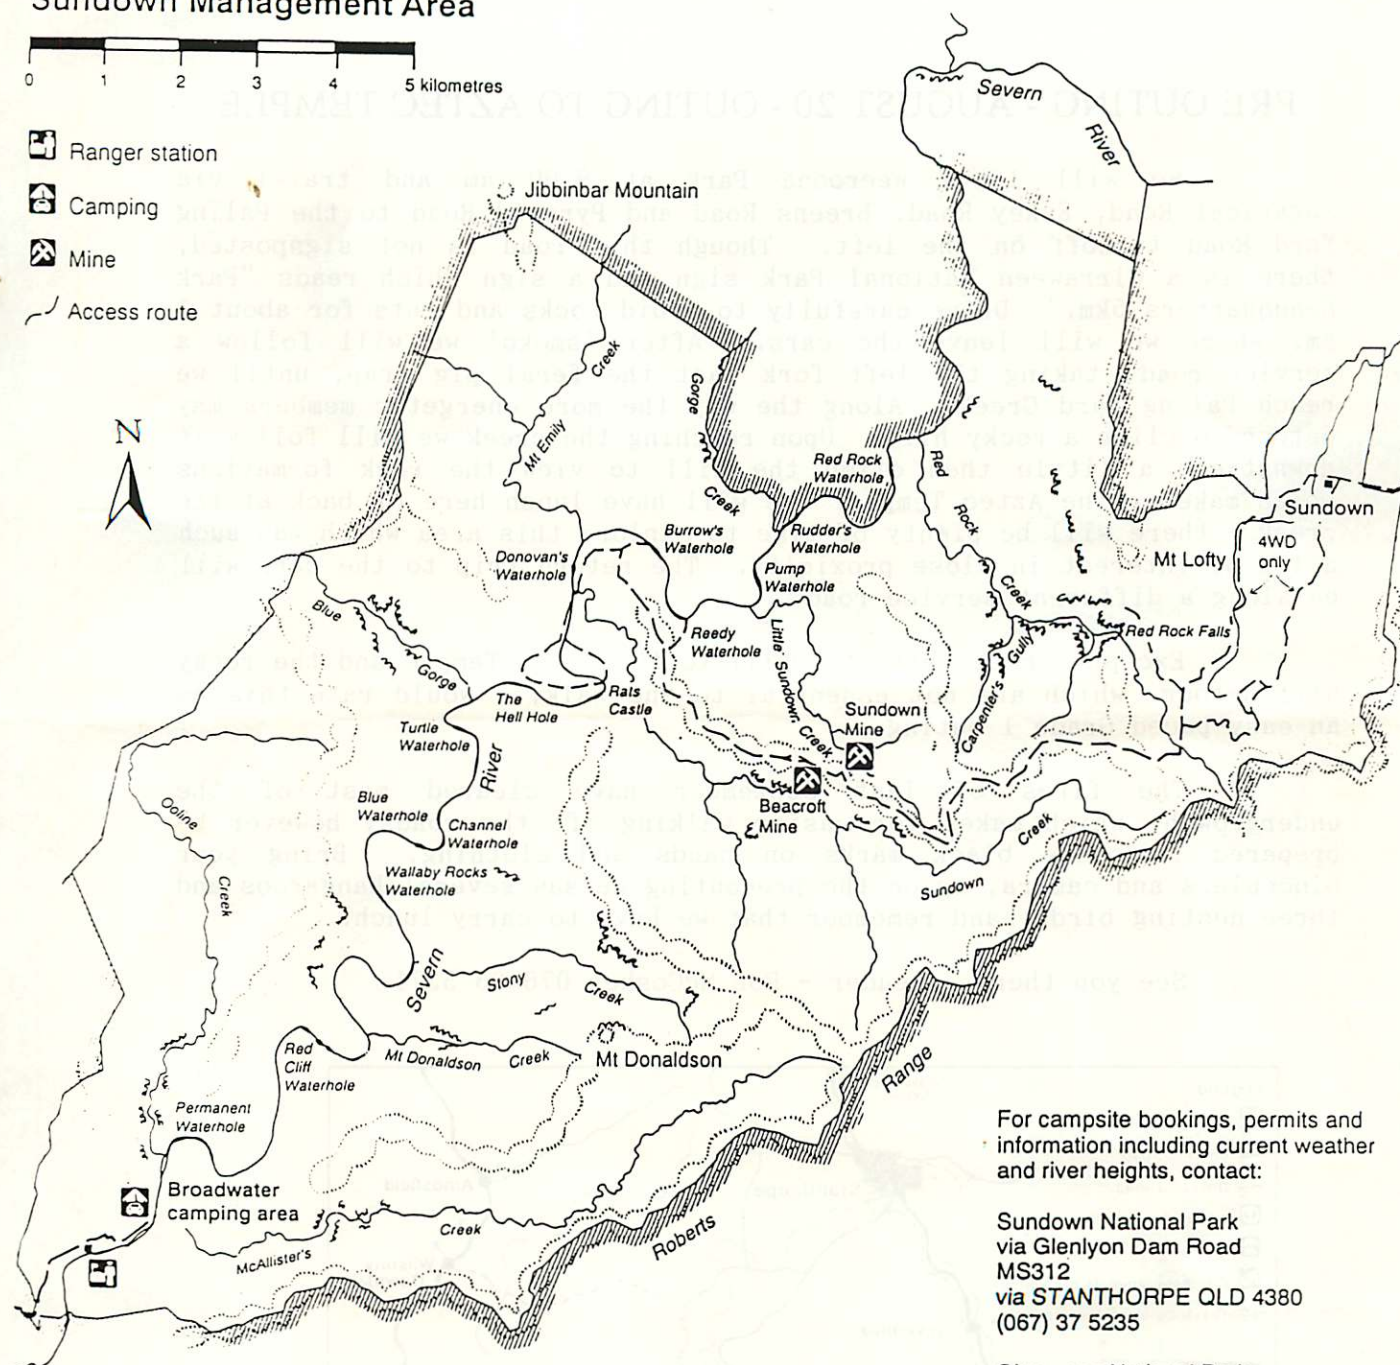 Sundown Management Area
0 1 2 3 4 5 kilometres
Ranger station
Camping
Mine
Access route
N
Severn
River
Jibbinbar Mountain
Creek
Mt Emily
Gorge
Creek
Red Rock
Waterhole
Red
Rock
Creek
Burrow's
Waterhole
Rudder's
Waterhole
Donovan's
Waterhole
Pump
Waterhole
Sundown
4WD
only
Mt Lofty
Blue
Gorge
Reedy
Waterhole
Little Sundown
Creek
Carpenter's Gully
Red Rock Falls
The
Hell Hole
Rats
Castle
Turtle
Waterhole
River
Sundown
Mine
Beacroft
Mine
Blue
Waterhole
Channel
Waterhole
Wallaby Rocks
Waterhole
Ooline
Creek
Sundown
Creek
Severn
Stony
Creek
Red
Cliff
Waterhole
Mt Donaldson
Creek
Mt Donaldson
Range
Roberts
Permanent
Waterhole
Broadwater
camping area
McAllister's
Creek
For campsite bookings, permits and
information including current weather
and river heights, contact:
Sundown National Park
via Glenlyon Dam Road
MS312
via STANTHORPE QLD 4380
(067) 37 5235